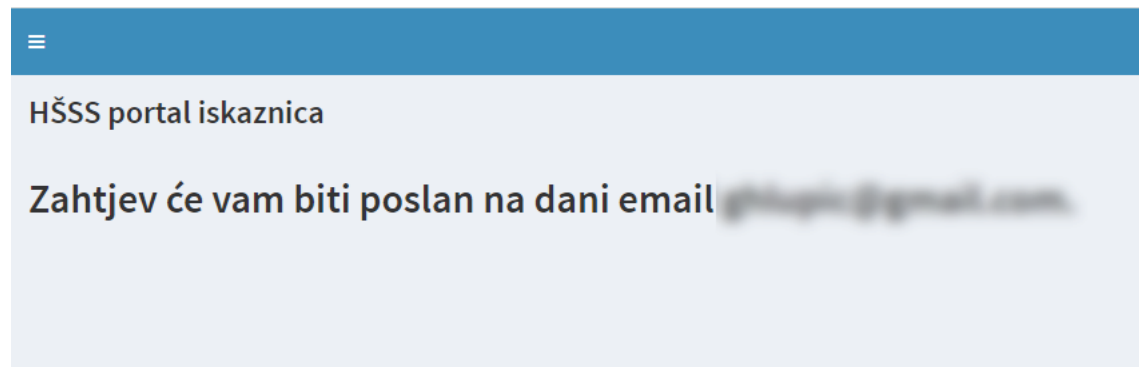 HŠSS portal iskaznica
Zahtjev će vam biti poslan na dani email